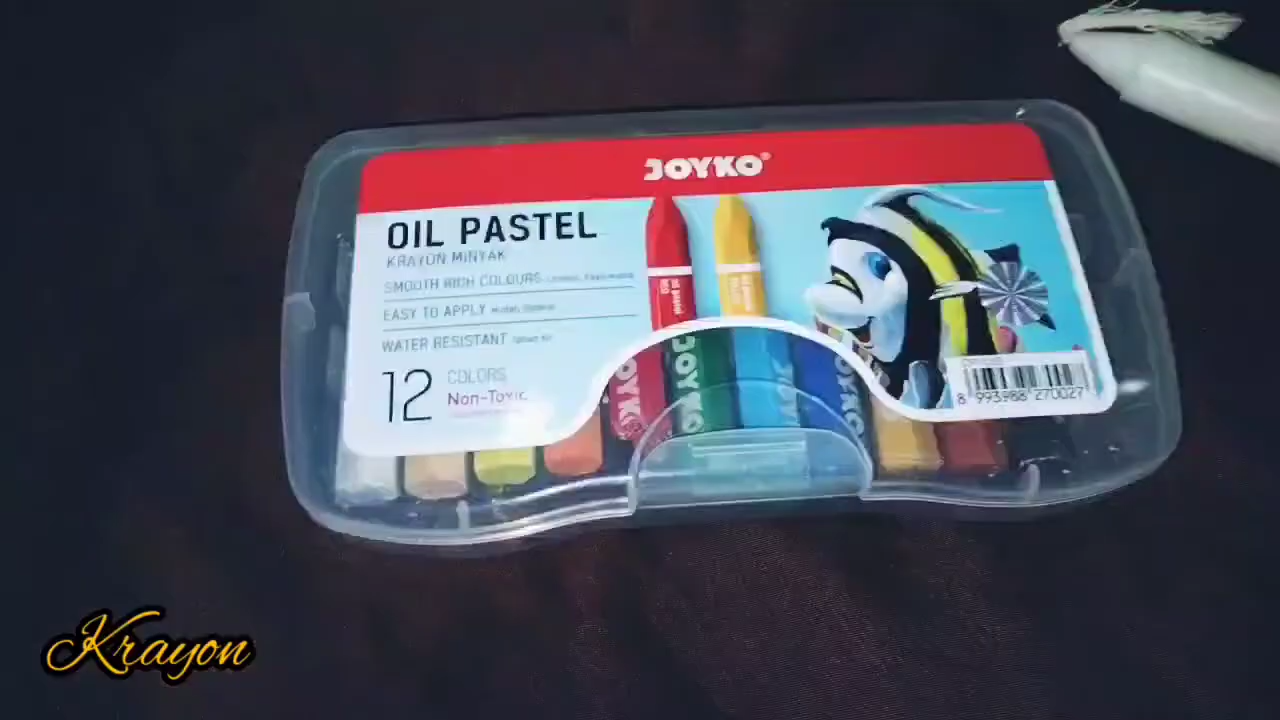 JOYKO®
OIL PASTEL
KRAYON MINYAK
SMOOTH RICH COLOURS
EASY TO APPLY
WATER RESISTANT
12 COLORS
Non-Toxic
JOYKO
JOYKO
8 993988 270027
Krayon